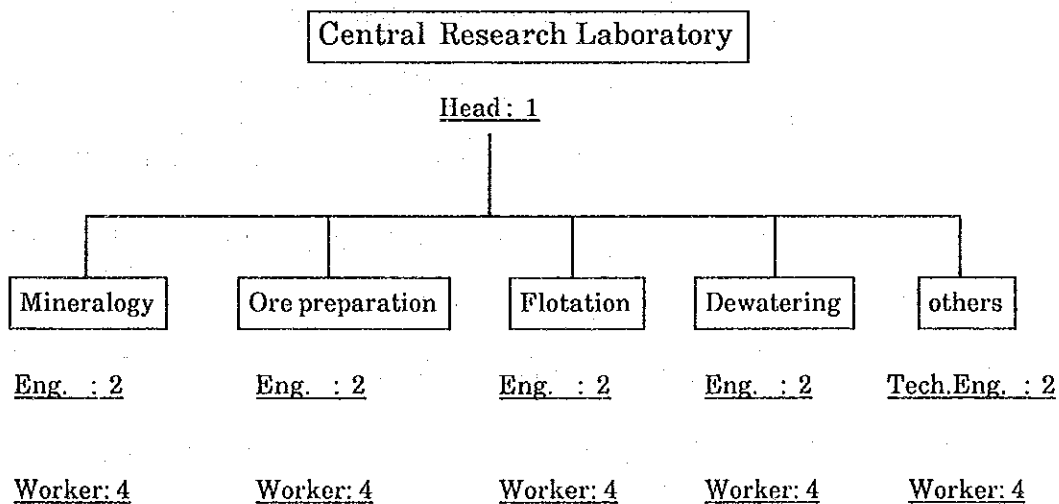 Central Research Laboratory
Head: 1
Mineralogy
Ore preparation
Flotation
Dewatering
others
Eng. : 2
Eng. : 2
Eng. : 2
Eng. : 2
Tech.Eng. : 2
Worker: 4
Worker: 4
Worker: 4
Worker: 4
Worker: 4